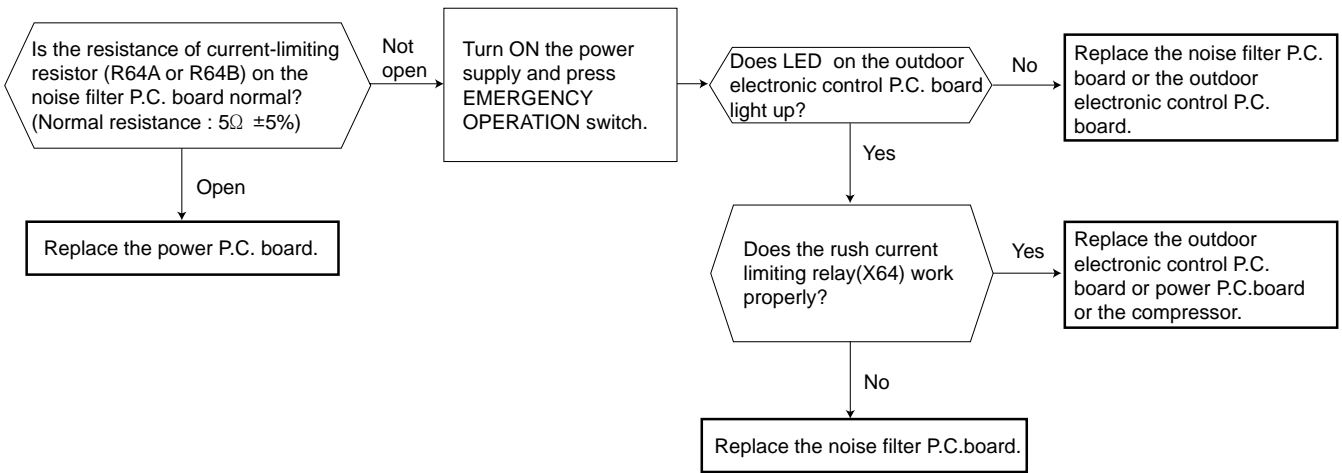 Is the resistance of current-limiting
resistor (R64A or R64B) on the
noise filter P.C. board normal?
(Normal resistance : 5Ω ±5%)
Not
open
Turn ON the power
supply and press
EMERGENCY
OPERATION switch.
Does LED on the outdoor
electronic control P.C. board
light up?
No
Replace the noise filter P.C.
board or the outdoor
electronic control P.C.
board.
Open
Replace the power P.C. board.
Yes
Does the rush current
limiting relay(X64) work
properly?
Yes
Replace the outdoor
electronic control P.C.
board or power P.C.board
or the compressor.
No
Replace the noise filter P.C.board.